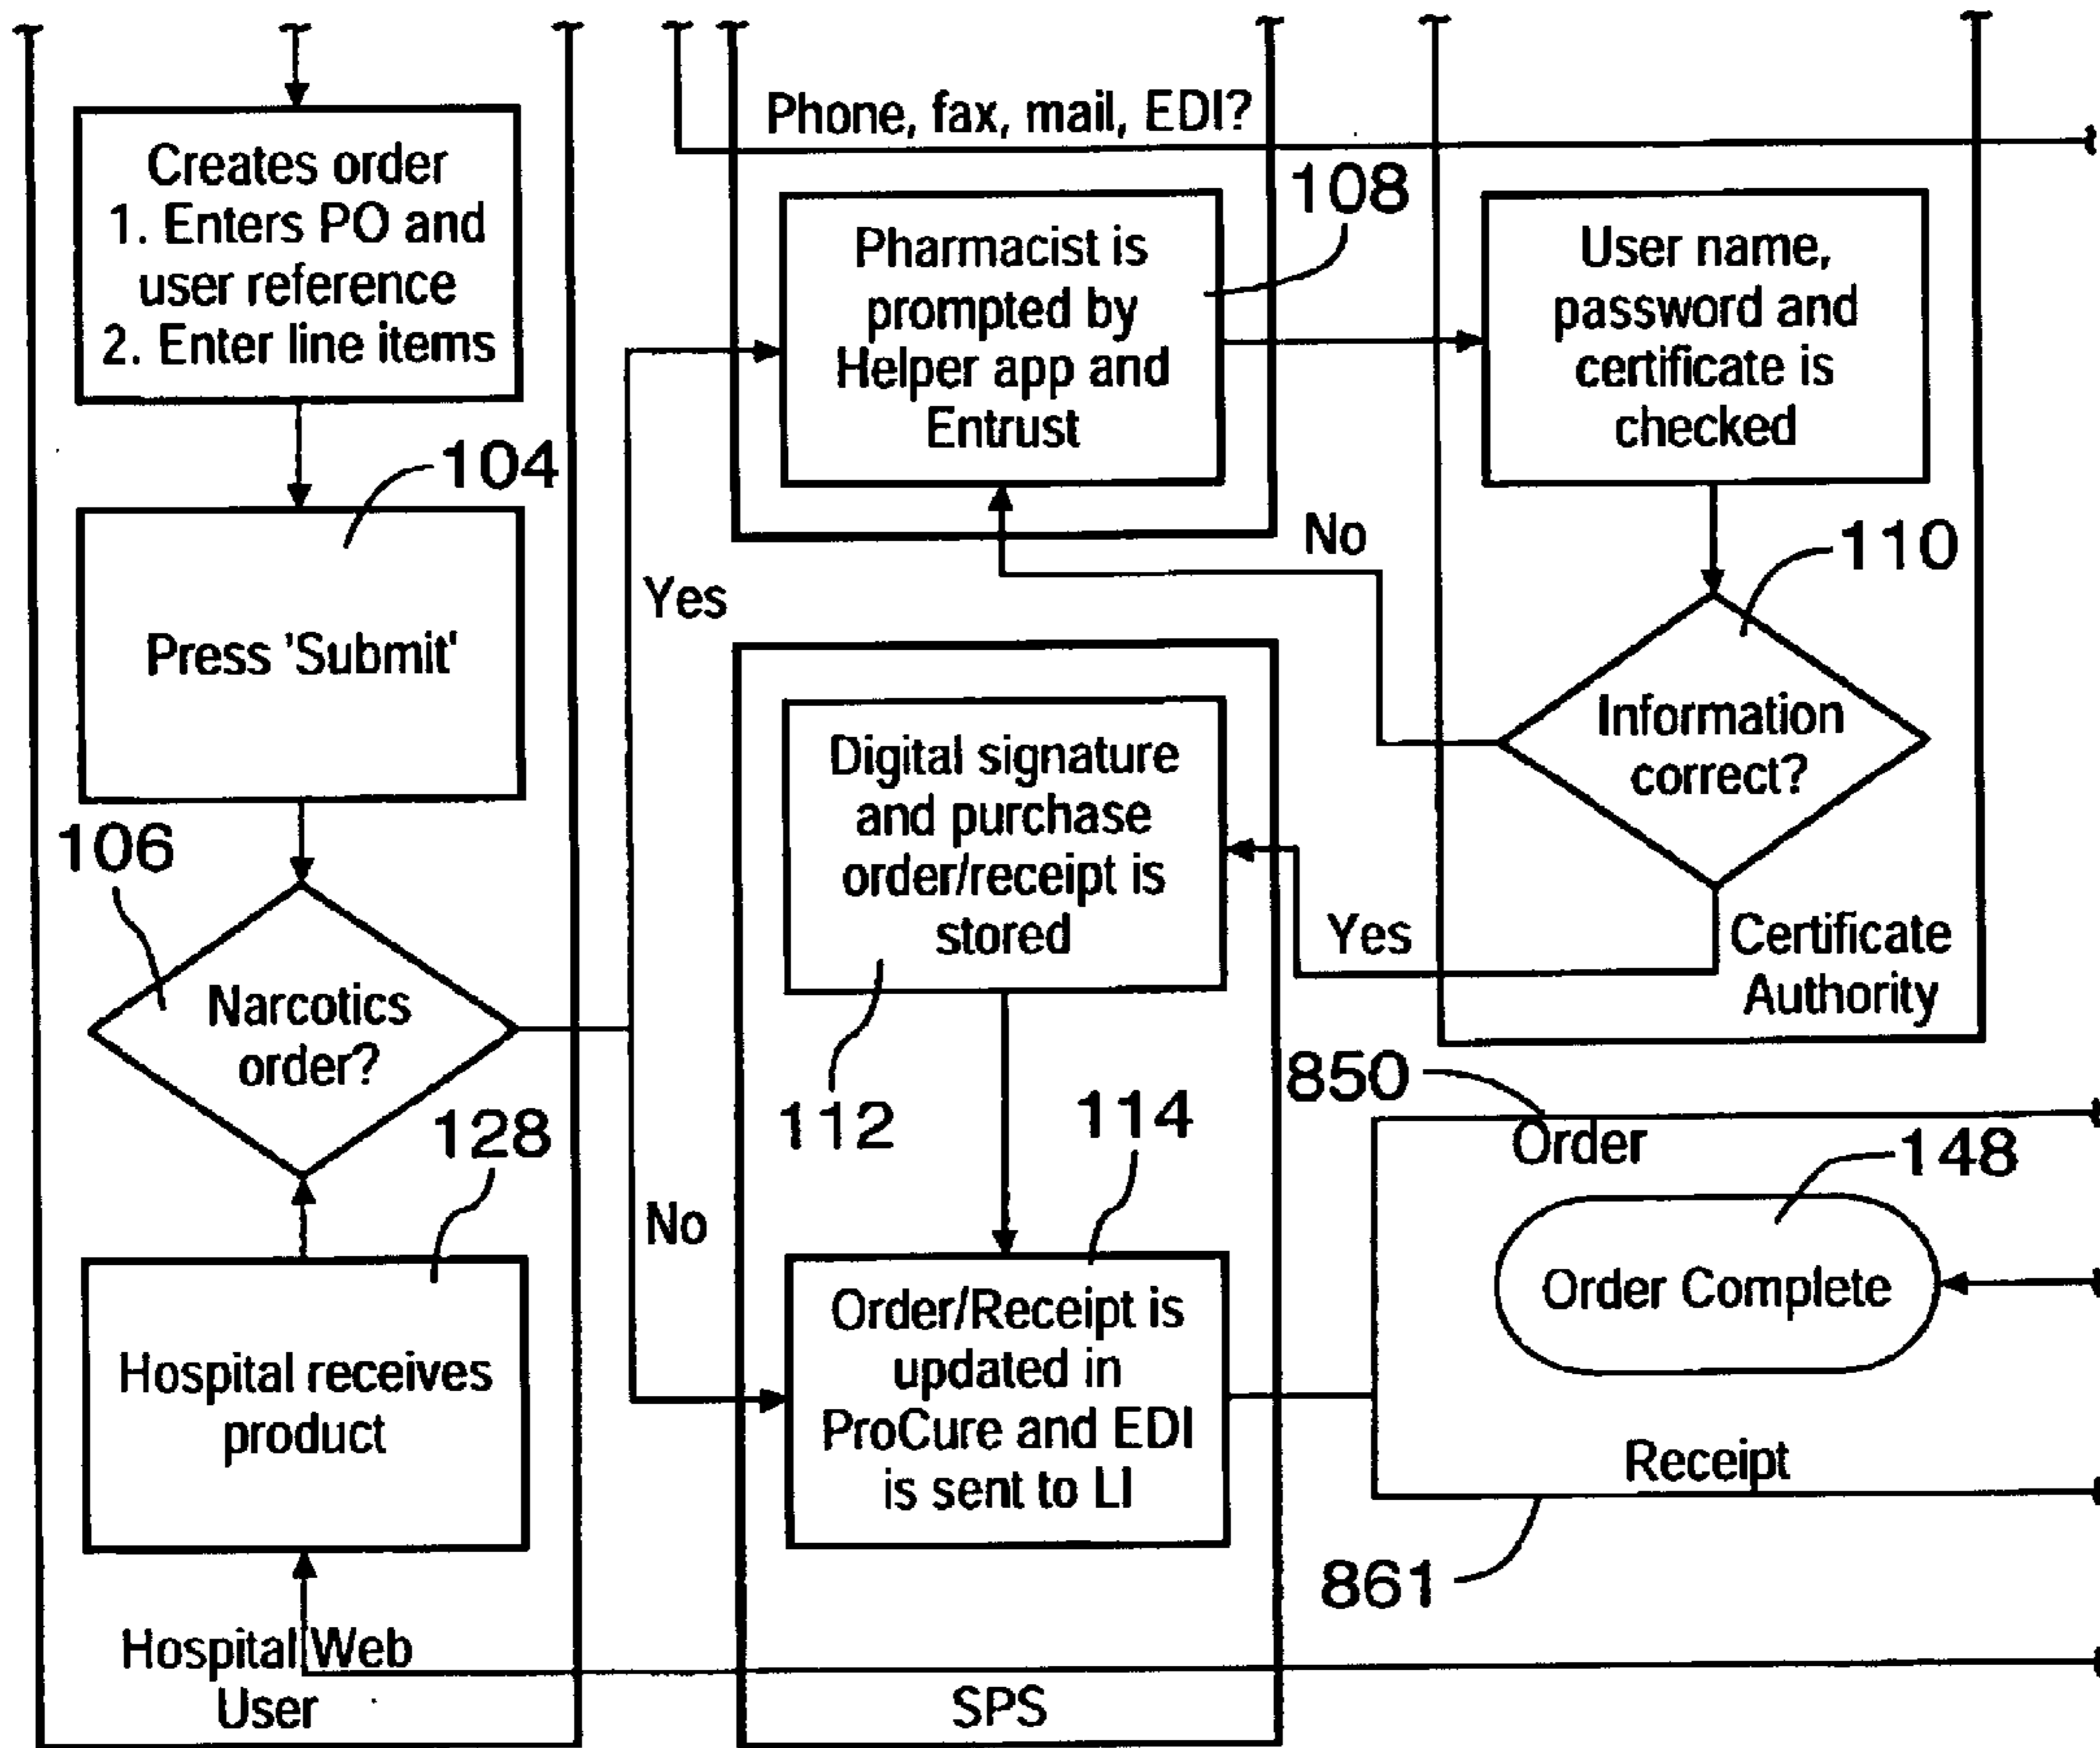 Creates order
1. Enters PO and
user reference
2. Enter line items
104
Press 'Submit'
106
Narcotics
order?
128
Hospital receives
product
Hospital Web
User
Phone, fax, mail, EDI?
108
Pharmacist is
prompted by
Helper app and
Entrust
No
Yes
Digital signature
and purchase
order/receipt is
stored
112
114
No
Order/Receipt is
updated in
ProCure and EDI
is sent to LI
SPS
User name,
password and
certificate is
checked
110
Information
correct?
Yes
Certificate
Authority
850
Order
148
Order Complete
Receipt
861